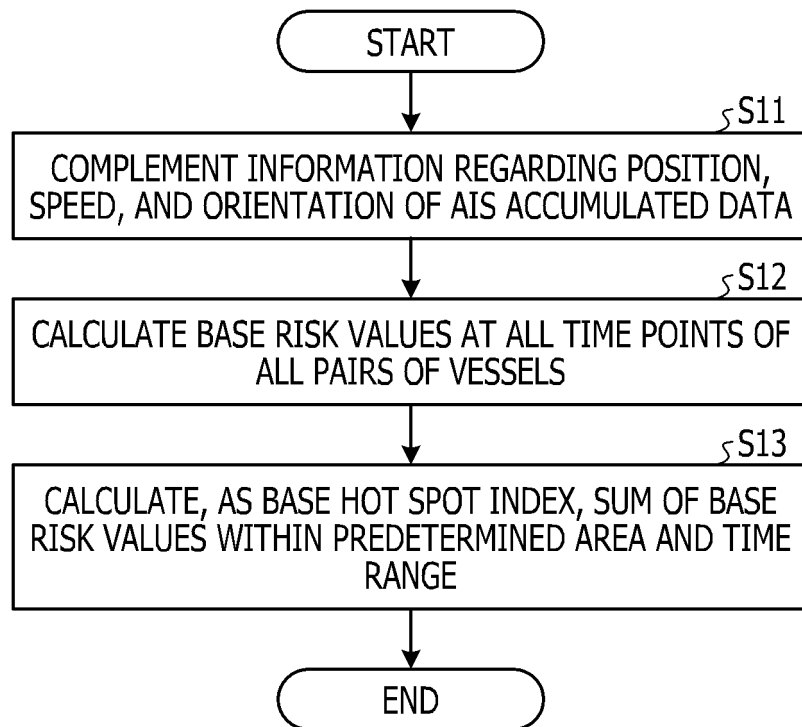 START
S11
COMPLEMENT INFORMATION REGARDING POSITION,
SPEED, AND ORIENTATION OF AIS ACCUMULATED DATA
S12
CALCULATE BASE RISK VALUES AT ALL TIME POINTS OF
ALL PAIRS OF VESSELS
S13
CALCULATE, AS BASE HOT SPOT INDEX, SUM OF BASE
RISK VALUES WITHIN PREDETERMINED AREA AND TIME
RANGE
END